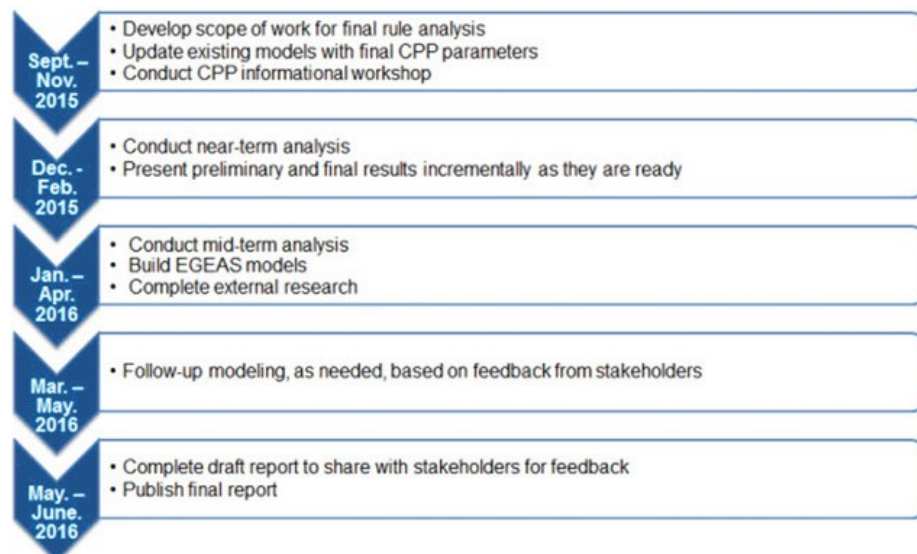 Sept. –
Nov.
2015
• Develop scope of work for final rule analysis
• Update existing models with final CPP parameters
• Conduct CPP informational workshop
Dec. -
Feb.
2015
• Conduct near-term analysis
• Present preliminary and final results incrementally as they are ready
Jan. –
Apr.
2016
• Conduct mid-term analysis
• Build EGEAS models
• Complete external research
Mar. –
May.
2016
• Follow-up modeling, as needed, based on feedback from stakeholders
May. –
June.
2016
• Complete draft report to share with stakeholders for feedback
• Publish final report